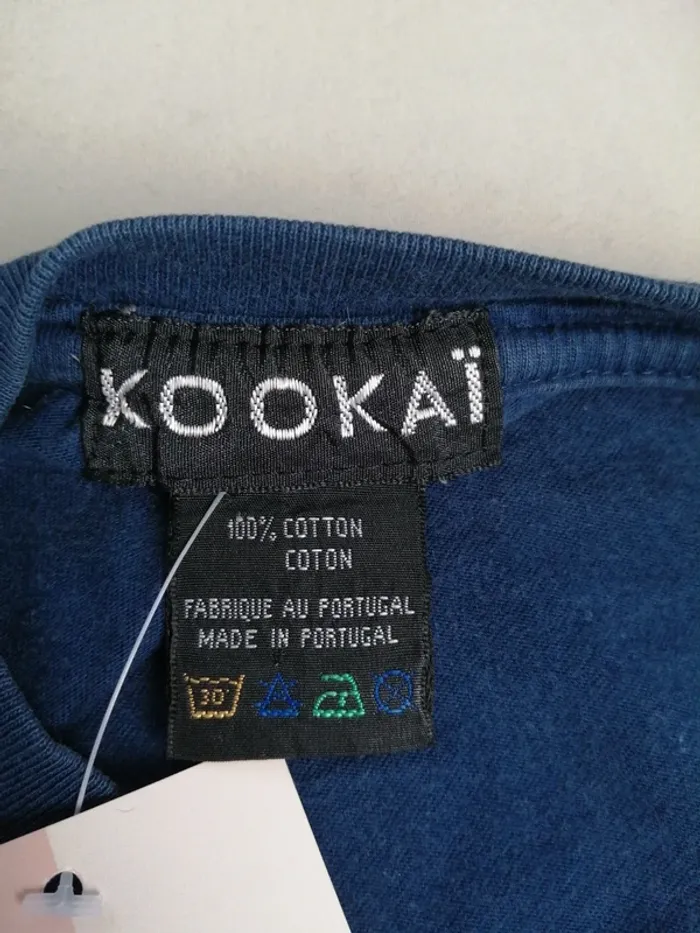 KOOKAÏ
100% COTTON
COTON
FABRIQUE AU PORTUGAL
MADE IN PORTUGAL
30°